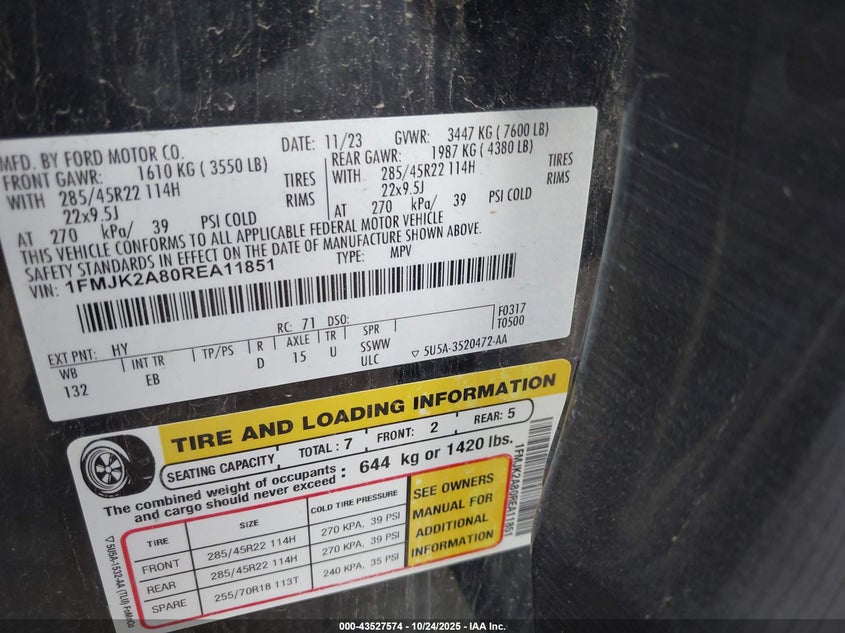 MFD. BY FORD MOTOR CO.
DATE: 11/23 GVWR: 3447 KG ( 7600 LB)
FRONT GAWR: 1610 KG ( 3550 LB)
REAR GAWR: 1987 KG ( 4380 LB)
WITH 285/45R22 114H TIRES
WITH 285/45R22 114H TIRES
22x9.5J RIMS
22x9.5J RIMS
AT 270 kPa/ 39 PSI COLD
AT 270 kPa/ 39 PSI COLD
THIS VEHICLE CONFORMS TO ALL APPLICABLE FEDERAL MOTOR VEHICLE
SAFETY STANDARDS IN EFFECT ON THE DATE OF MANUFACTURE SHOWN ABOVE.
VIN: 1FMJK2A80REA11851
TYPE: MPV
F0317
T0500
EXT PNT: HY RC: 71 DSO:
WB INT TR TP/PS R AXLE TR SPR
132 EB D 15 U SSWW
ULC
▽ 5U5A-3520472-AA
TIRE AND LOADING INFORMATION
SEATING CAPACITY TOTAL : 7 FRONT: 2 REAR: 5
The combined weight of occupants
and cargo should never exceed : 644 kg or 1420 lbs.
TIRE SIZE COLD TIRE PRESSURE
FRONT 285/45R22 114H 270 KPA, 39 PSI
REAR 285/45R22 114H 270 KPA, 39 PSI
SPARE 255/70R18 113T 240 KPA, 35 PSI
SEE OWNERS
MANUAL FOR
ADDITIONAL
INFORMATION
1FMJK2A80REA11851
▽ 5U5A-1532-AA (TLU) FoMoCo
000-43527574 | 10/24/2025 - IAA Inc.